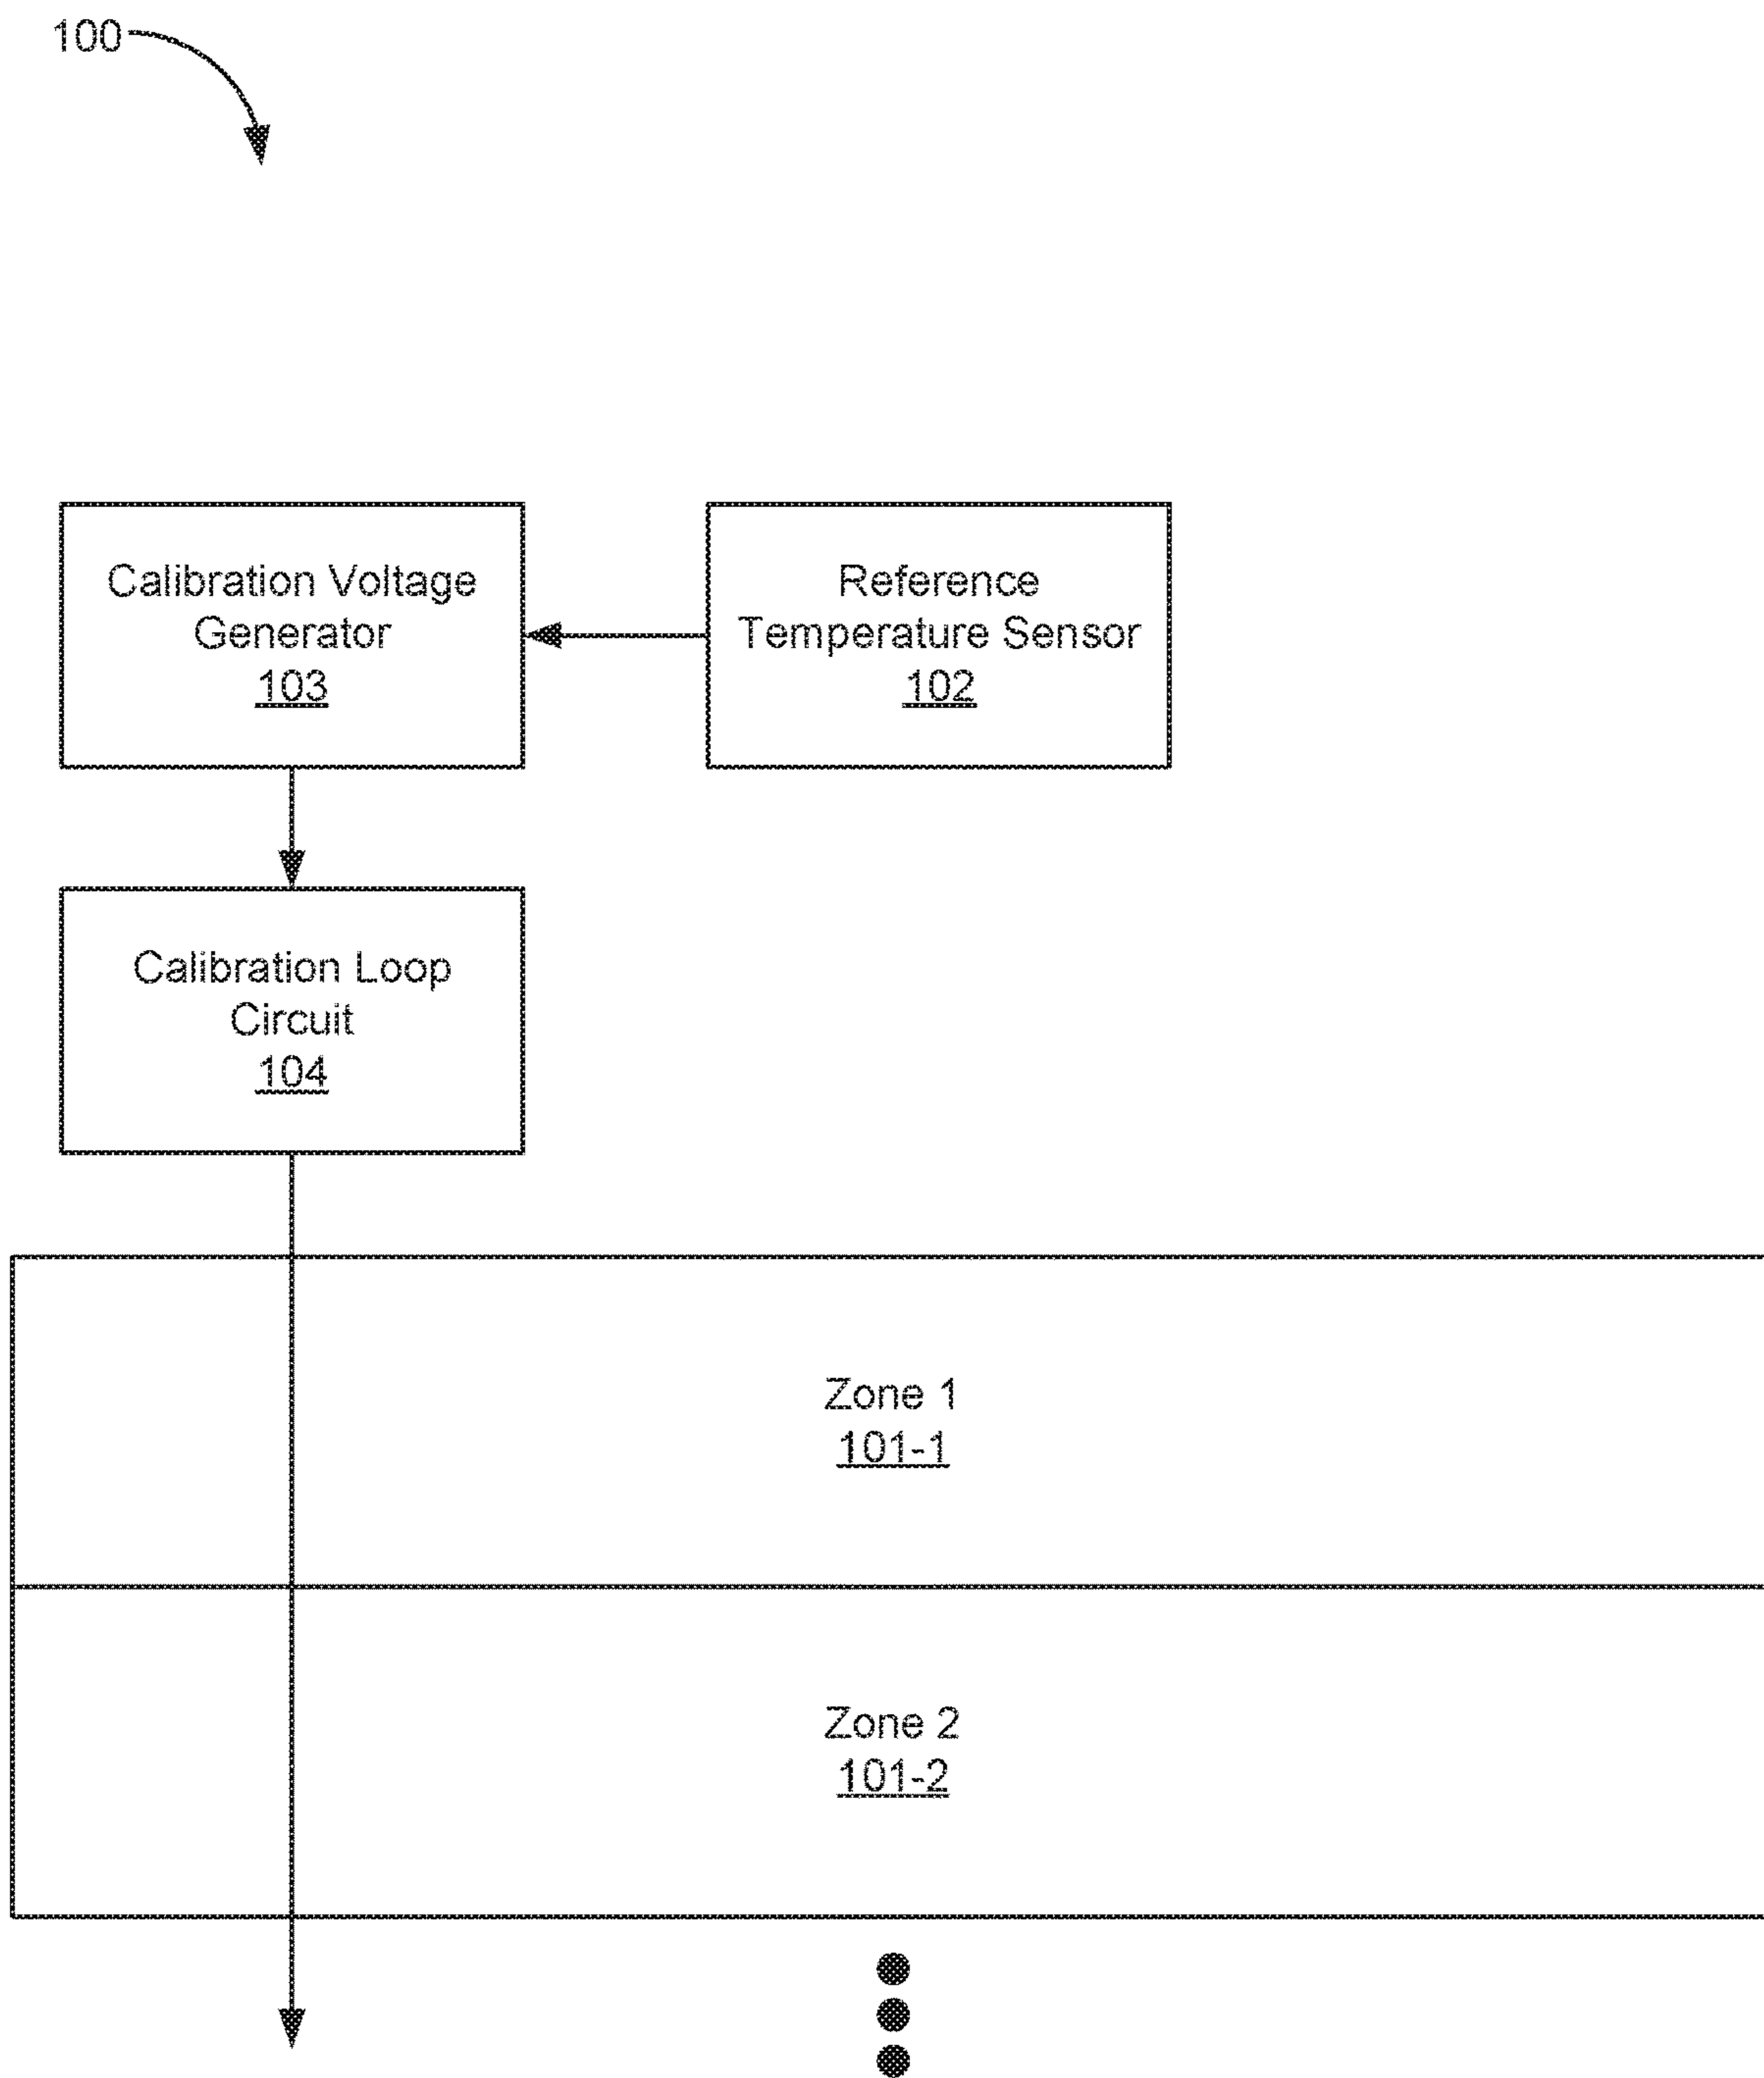 100
Calibration Voltage
Generator
103
Reference
Temperature Sensor
102
Calibration Loop
Circuit
104
Zone 1
101-1
Zone 2
101-2